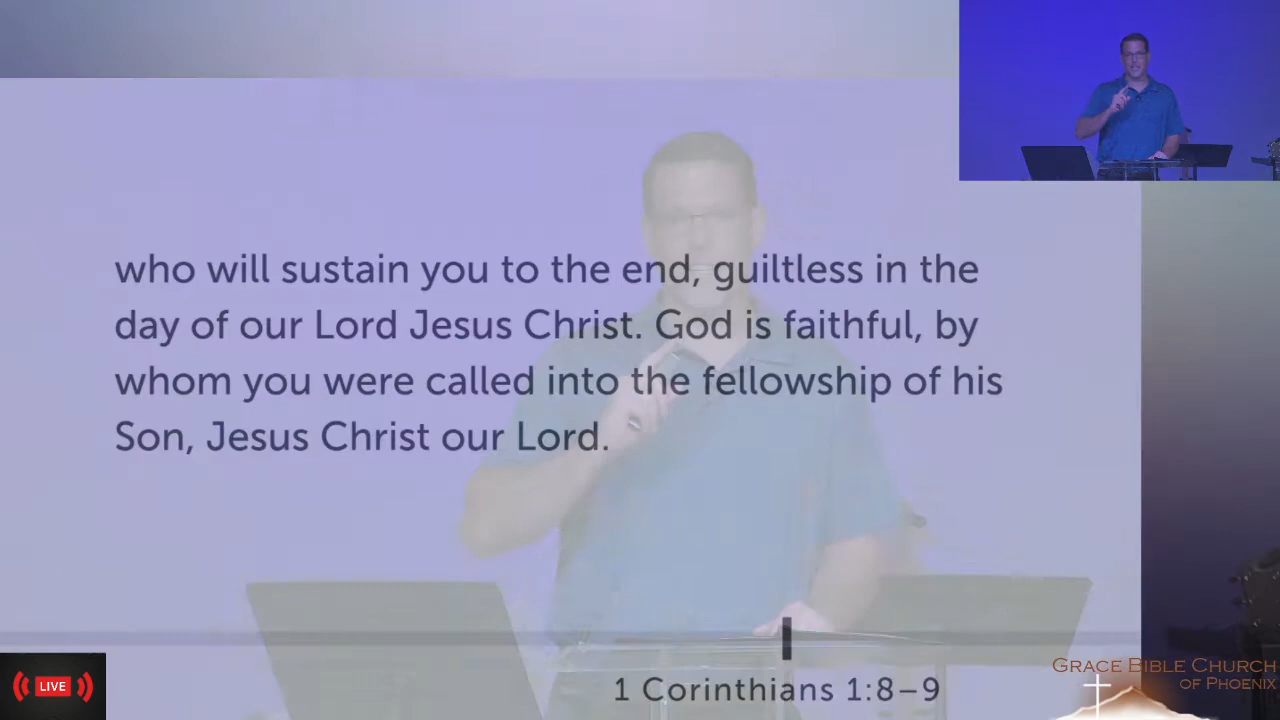 who will sustain you to the end, guiltless in the
day of our Lord Jesus Christ. God is faithful, by
whom you were called into the fellowship of his
Son, Jesus Christ our Lord.
1 Corinthians 1:8–9
LIVE
GRACE BIBLE CHURCH
OF PHOENIX